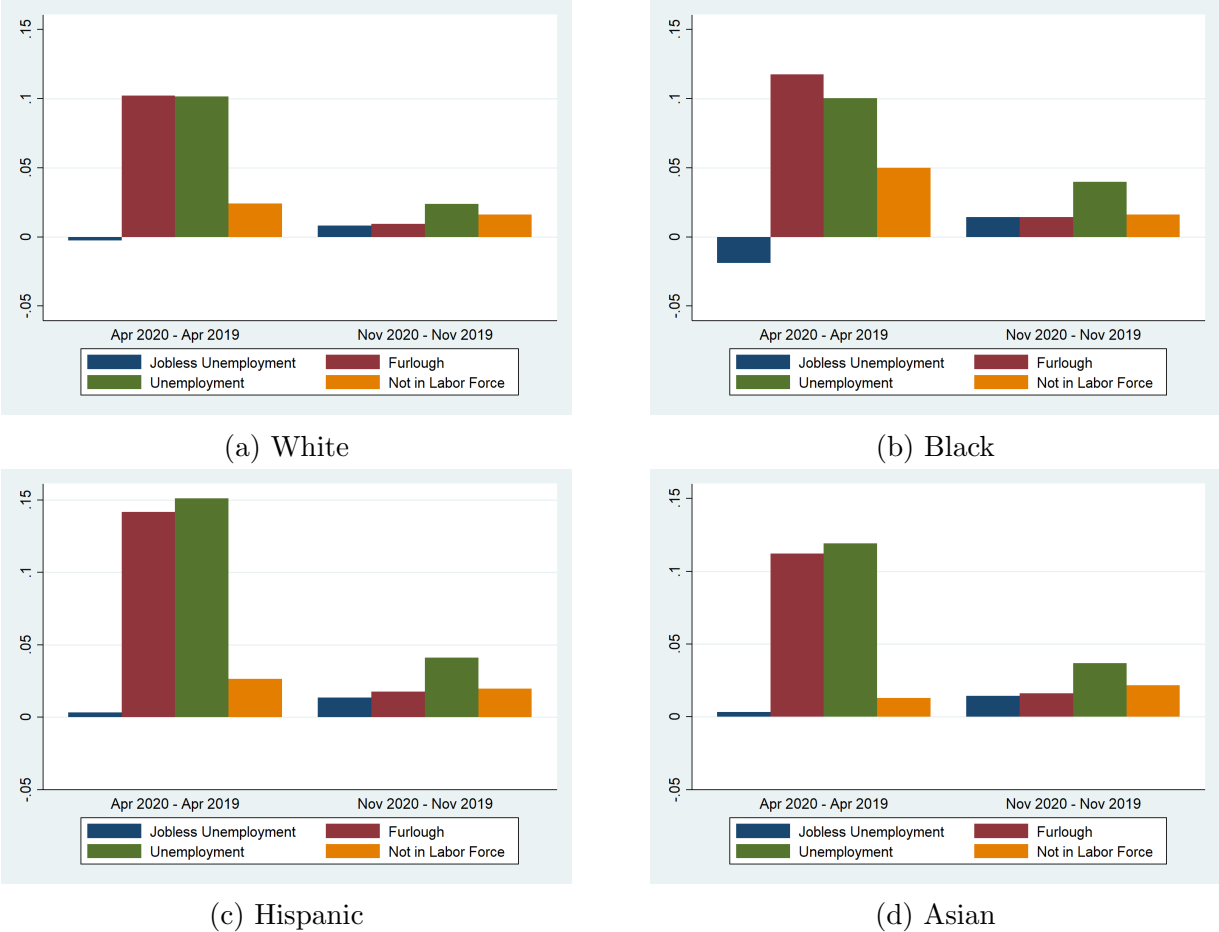 .15
.1
.05
0
-.05
Apr 2020 - Apr 2019 Nov 2020 - Nov 2019
Jobless Unemployment Furlough
Unemployment Not in Labor Force
(a) White
.15
.1
.05
0
-.05
Apr 2020 - Apr 2019 Nov 2020 - Nov 2019
Jobless Unemployment Furlough
Unemployment Not in Labor Force
(b) Black
.15
.1
.05
0
-.05
Apr 2020 - Apr 2019 Nov 2020 - Nov 2019
Jobless Unemployment Furlough
Unemployment Not in Labor Force
(c) Hispanic
.15
.1
.05
0
-.05
Apr 2020 - Apr 2019 Nov 2020 - Nov 2019
Jobless Unemployment Furlough
Unemployment Not in Labor Force
(d) Asian